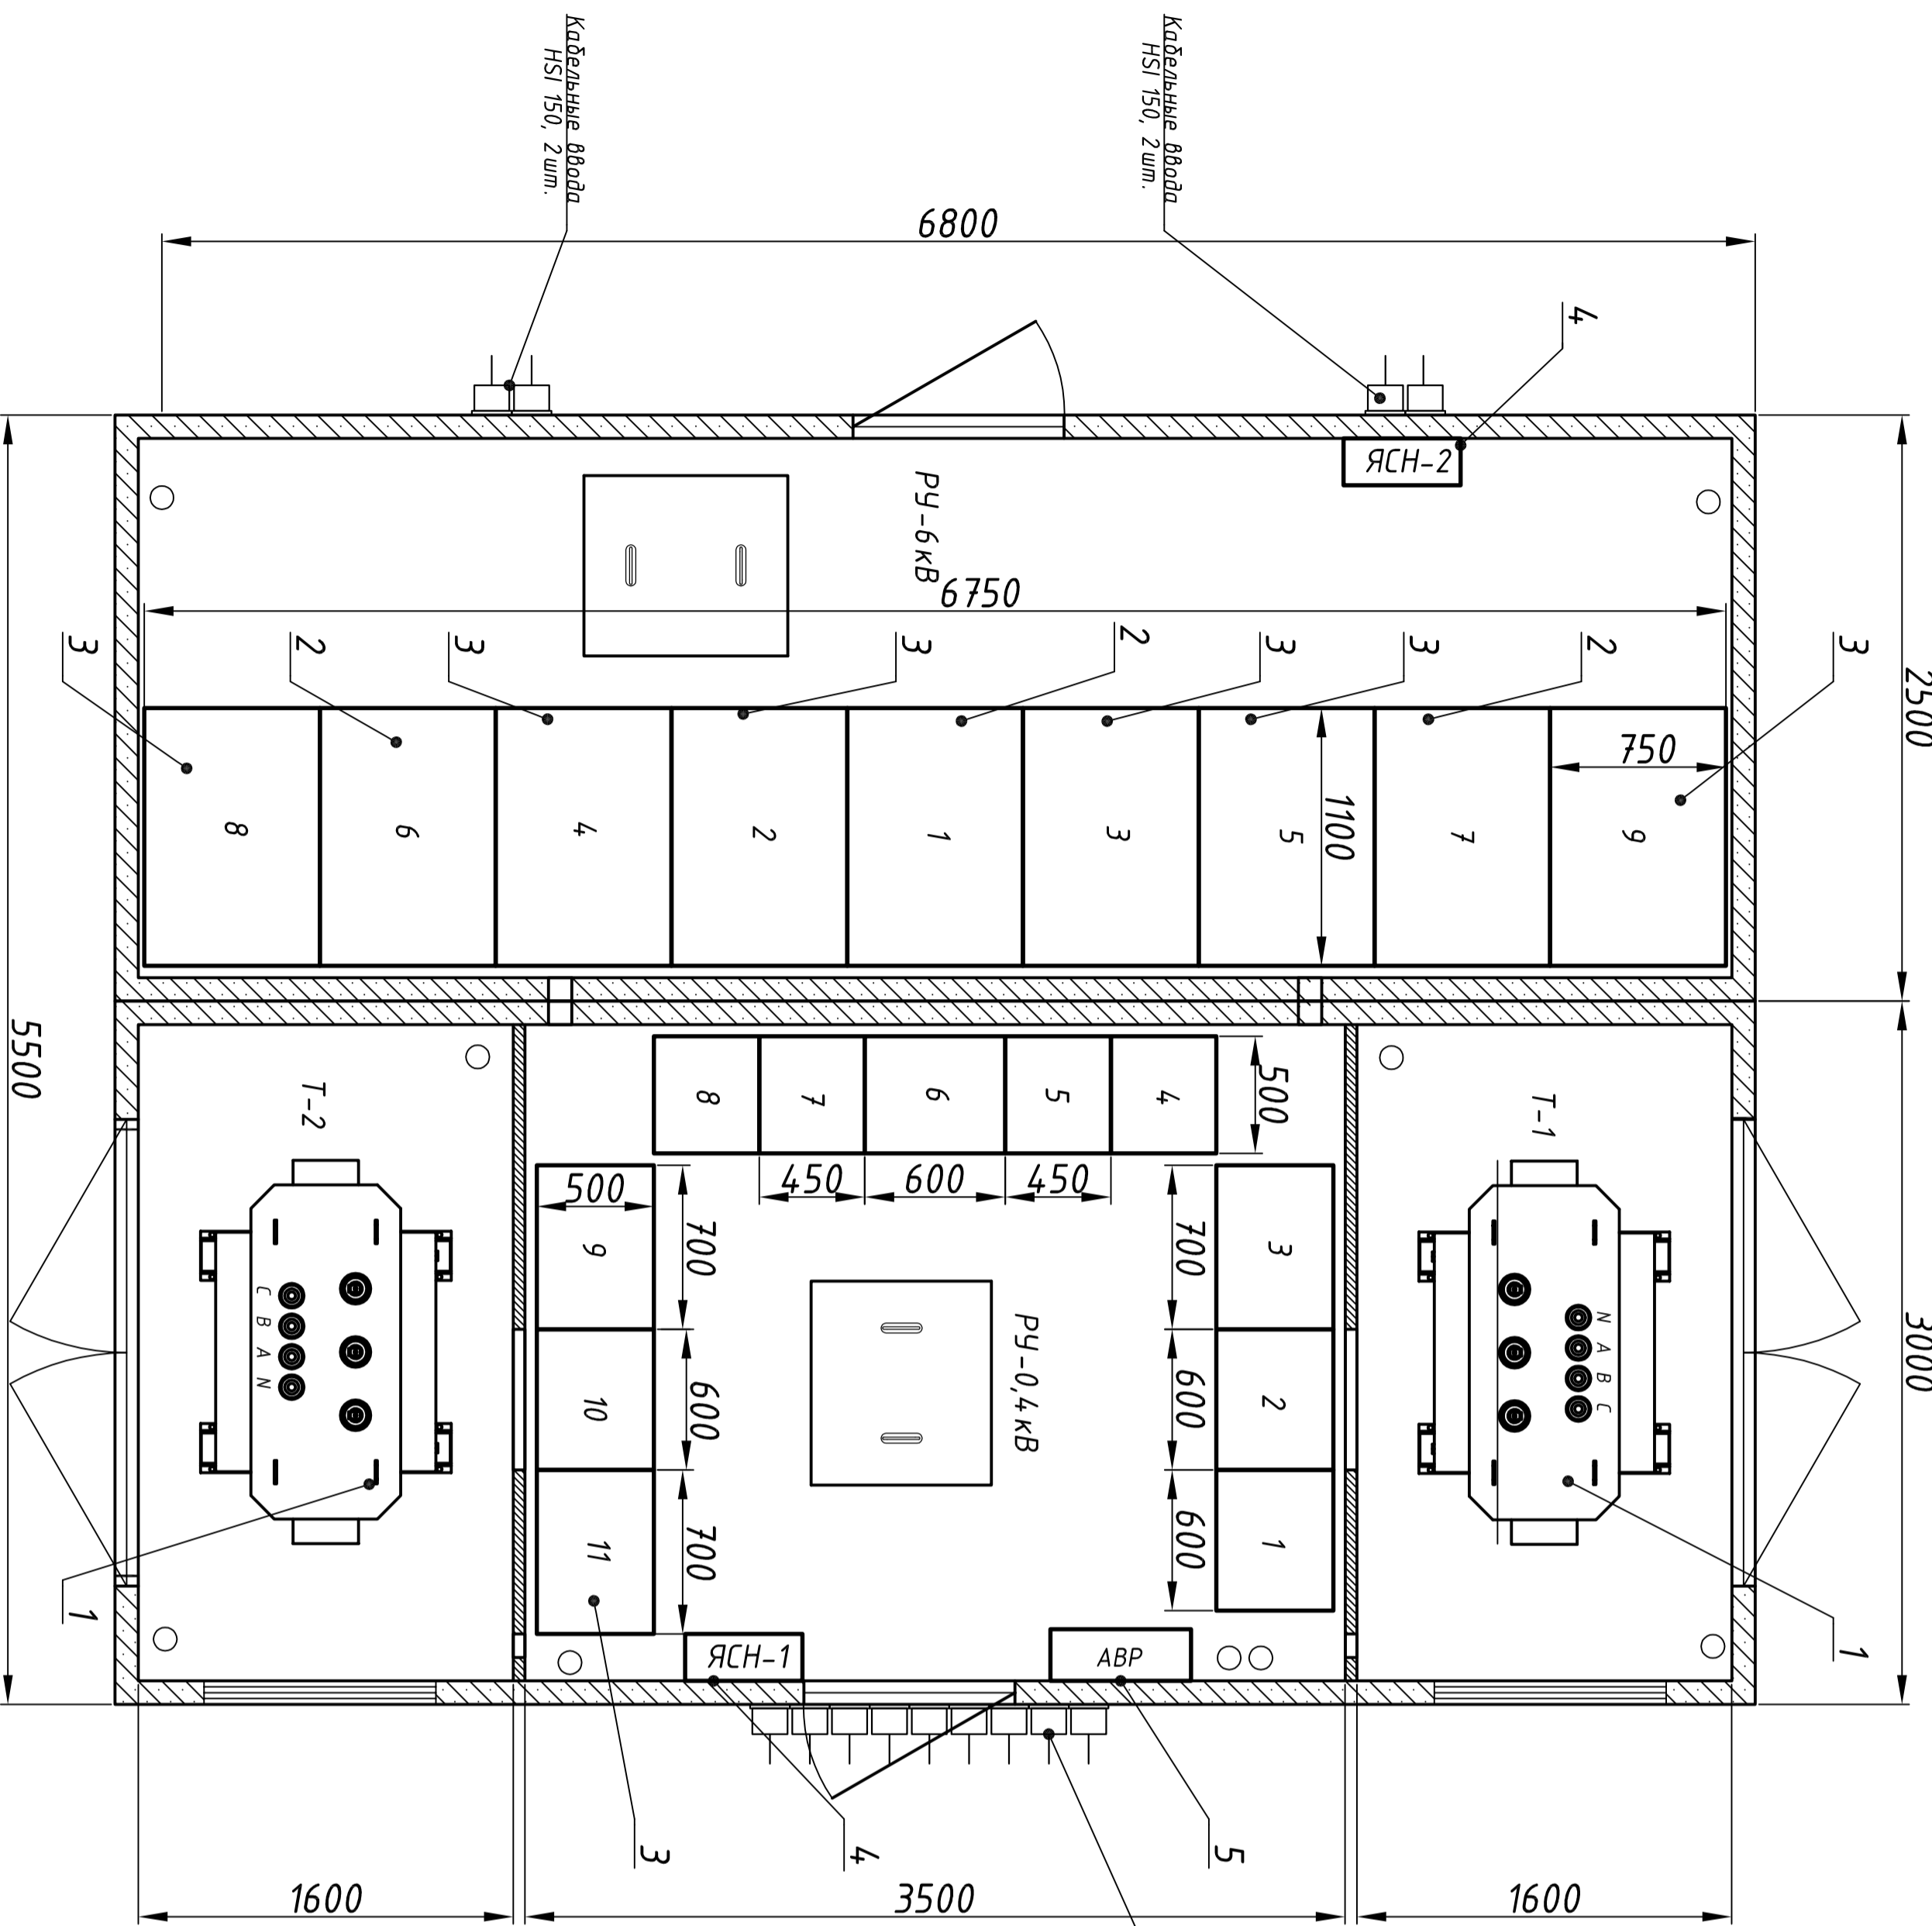 Кабельные ввода
HSI 150, 2шт.
Кабельные ввода
HSI 150, 2шт.
6800
4
ЯСН-2
РУ-6кВ
6750
3
2
3
3
2
3
3
2
3
2500
750
1100
8
6
4
2
1
3
5
7
9
5500
3000
Т-2
8
7
6
5
4
500
Т-1
450
600
450
500
700
700
9
3
C
B
A
N
N
A
B
C
РУ-0,4кВ
10
600
600
2
11
700
600
1
1
1
ЯСН-1
АВР
3
4
5
1600
3500
1600